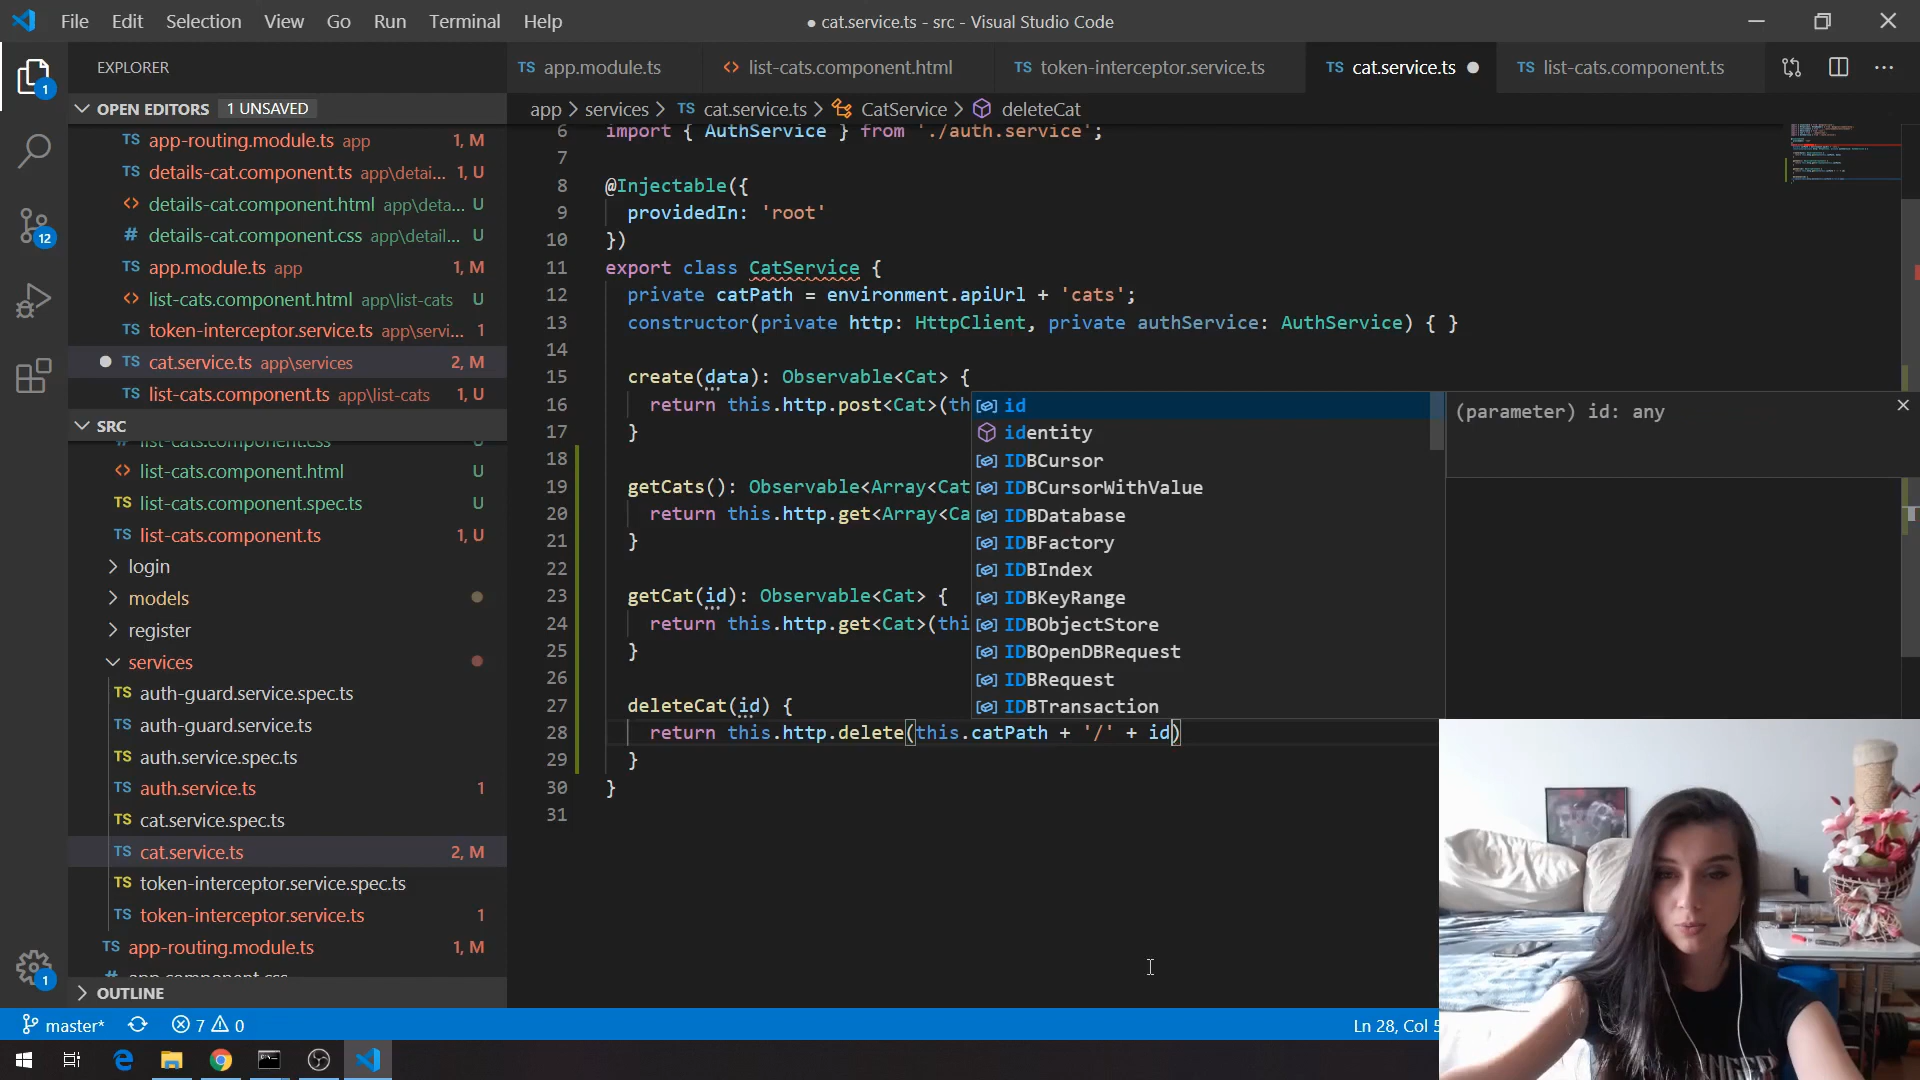 File Edit Selection View Go Run Terminal Help
● cat.service.ts - src - Visual Studio Code
EXPLORER
OPEN EDITORS 1 UNSAVED
TS app-routing.module.ts app 1, M
TS details-cat.component.ts app\detai... 1, U
<> details-cat.component.html app\deta... U
# details-cat.component.css app\detail... U
TS app.module.ts app 1, M
<> list-cats.component.html app\list-cats U
TS token-interceptor.service.ts app\servi... 1
TS cat.service.ts app\services 2, M
TS list-cats.component.ts app\list-cats 1, U
SRC
# list-cats.component.css U
<> list-cats.component.html U
TS list-cats.component.spec.ts U
TS list-cats.component.ts 1, U
login
models
register
services
TS auth-guard.service.spec.ts
TS auth-guard.service.ts
TS auth.service.spec.ts
TS auth.service.ts 1
TS cat.service.spec.ts
TS cat.service.ts 2, M
TS token-interceptor.service.spec.ts
TS token-interceptor.service.ts 1
TS app-routing.module.ts 1, M
# app.component.css
OUTLINE
1
12
1
TS app.module.ts <> list-cats.component.html TS token-interceptor.service.ts TS cat.service.ts ● TS list-cats.component.ts
app > services > TS cat.service.ts > CatService > deleteCat
6 import { AuthService } from './auth.service';
7
8 @Injectable({
9 providedIn: 'root'
10 })
11 export class CatService {
12 private catPath = environment.apiUrl + 'cats';
13 constructor(private http: HttpClient, private authService: AuthService) { }
14
15 create(data): Observable<Cat> {
16 return this.http.post<Cat>(th
17 }
18
19 getCats(): Observable<Array<Cat
20 return this.http.get<Array<Ca
21 }
22
23 getCat(id): Observable<Cat> {
24 return this.http.get<Cat>(thi
25 }
26
27 deleteCat(id) {
28 return this.http.delete(this.catPath + '/' + id)
29 }
30 }
31
id
identity
IDBCursor
IDBCursorWithValue
IDBDatabase
IDBFactory
IDBIndex
IDBKeyRange
IDBObjectStore
IDBOpenDBRequest
IDBRequest
IDBTransaction
(parameter) id: any
master* 7 0
Ln 28, Col 5